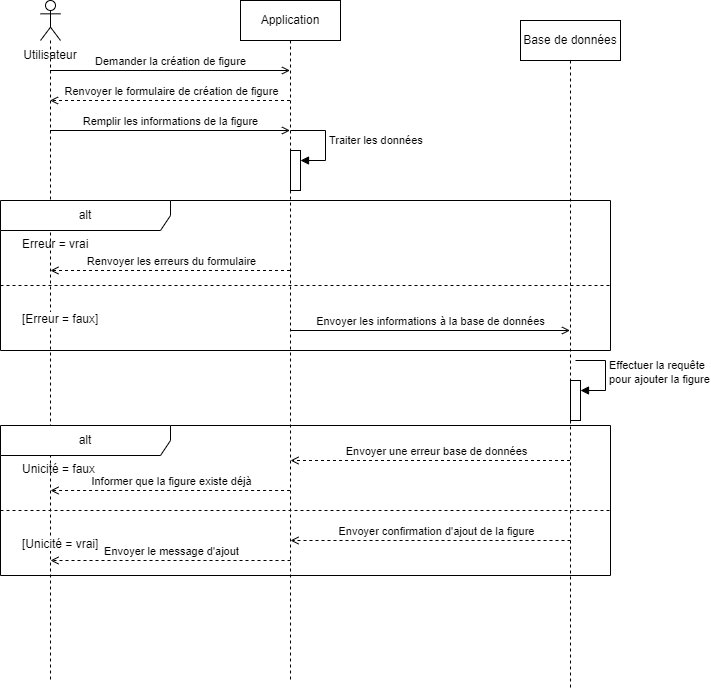 Application
Base de données
Utilisateur
Demander la création de figure
Renvoyer le formulaire de création de figure
Remplir les informations de la figure
Traiter les données
alt
Erreur = vrai
Renvoyer les erreurs du formulaire
[Erreur = faux]
Envoyer les informations à la base de données
Effectuer la requête
pour ajouter la figure
alt
Envoyer une erreur base de données
Unicité = faux
Informer que la figure existe déjà
Envoyer confirmation d'ajout de la figure
[Unicité = vrai]
Envoyer le message d'ajout